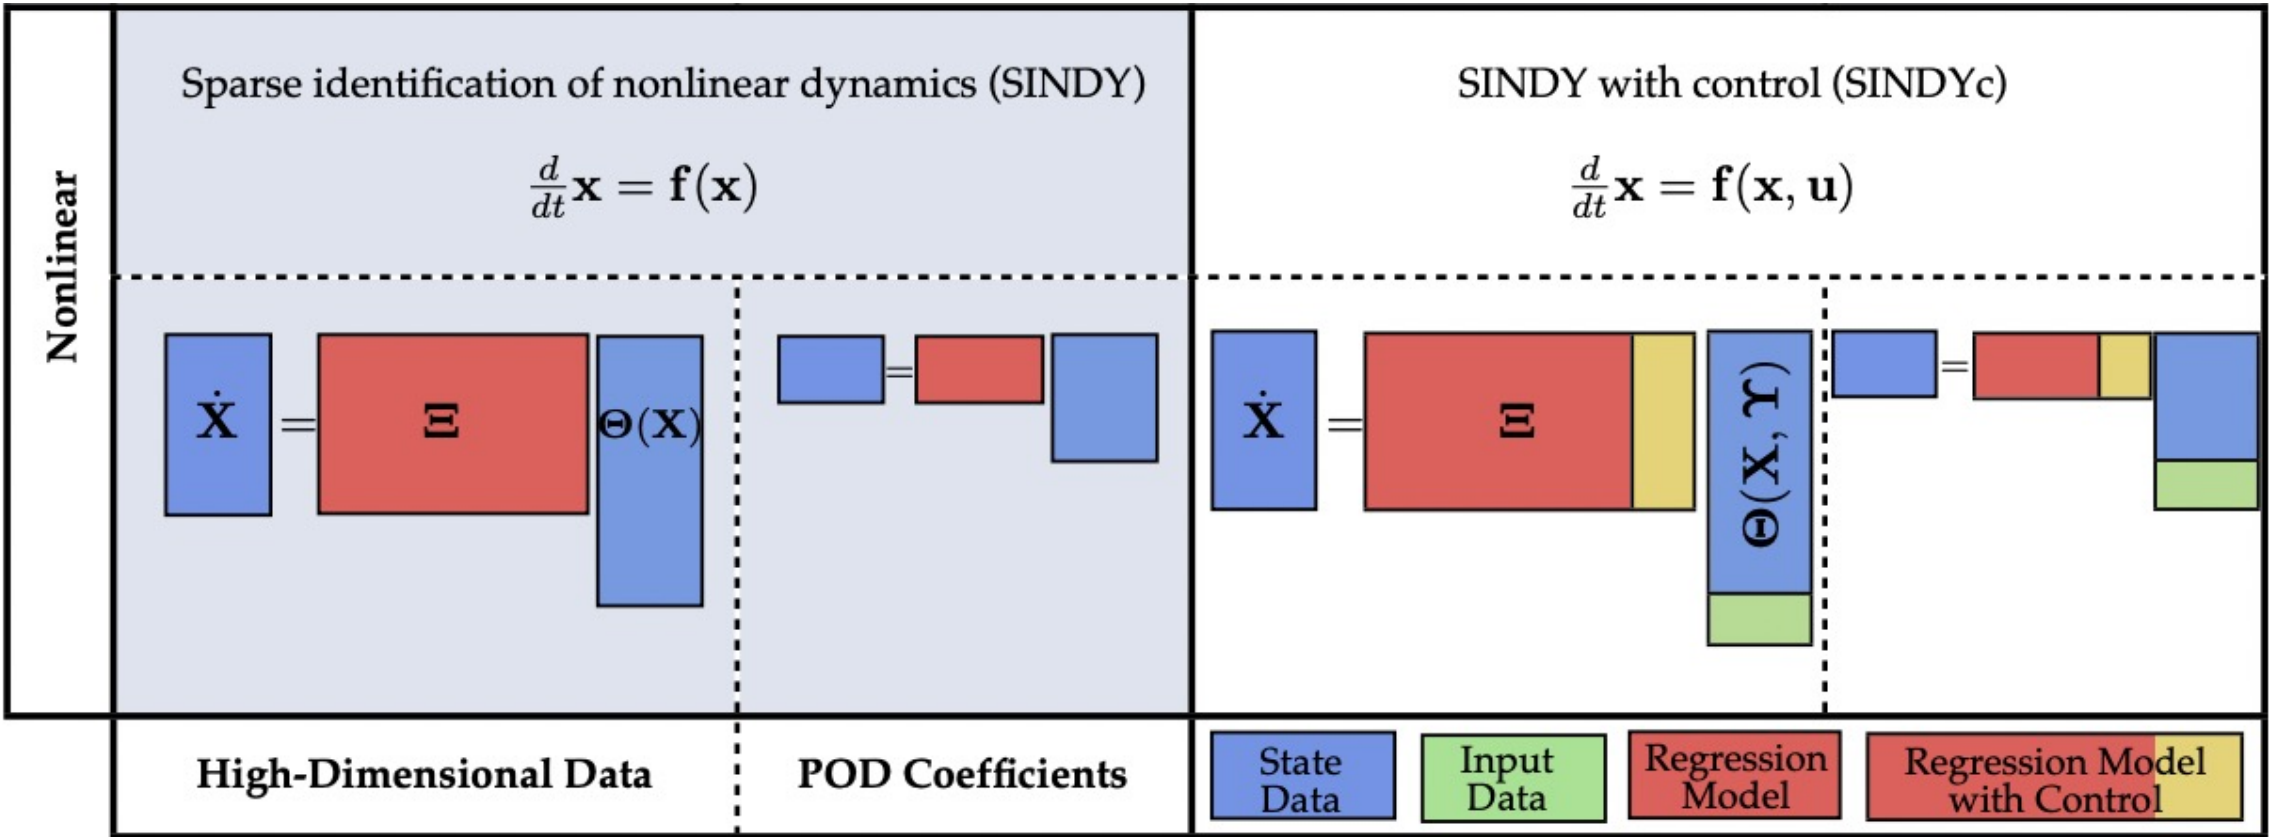 Nonlinear
Sparse identification of nonlinear dynamics (SINDY)
d/dt x = f(x)
SINDY with control (SINDYc)
d/dt x = f(x, u)
Ẋ = Ξ Θ(X)
=
Ẋ = Ξ Θ(X, Υ)
=
High-Dimensional Data
POD Coefficients
State
Data
Input
Data
Regression
Model
Regression Model
with Control